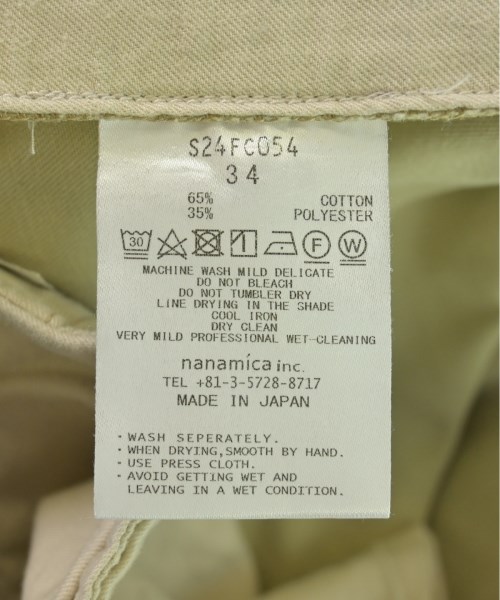 S24FC054
34
65% COTTON
35% POLYESTER
30 F W
MACHINE WASH MILD DELICATE
DO NOT BLEACH
DO NOT TUMBLER DRY
LINE DRYING IN THE SHADE
COOL IRON
DRY CLEAN
VERY MILD PROFESSIONAL WET-CLEANING
nanamica inc.
TEL +81-3-5728-8717
MADE IN JAPAN
・WASH SEPERATELY.
・WHEN DRYING,SMOOTH BY HAND.
・USE PRESS CLOTH.
・AVOID GETTING WET AND
LEAVING IN A WET CONDITION.